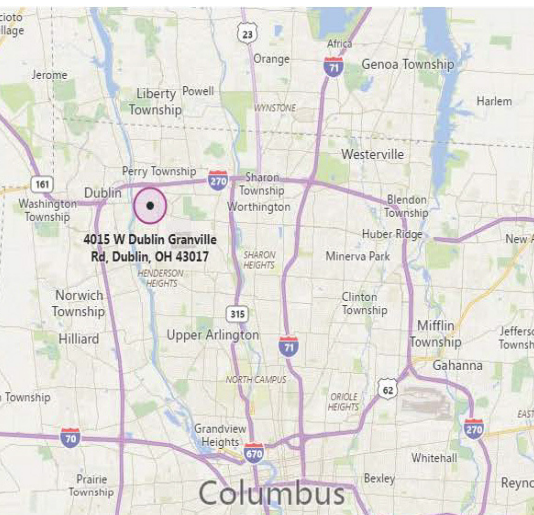 cioto
illage
23
Africa
Orange
71
Genoa Township
Jerome
Liberty
Township
Powell
WYNSTONE
Harlem
Westerville
161
Perry Township
270
Sharon
Township
Dublin
Washington
Township
Worthington
Blendon
Township
4015 W Dublin Granville
Rd, Dublin, OH 43017
Huber Ridge
New A
HENDERSON
HEIGHTS
SHARON
HEIGHTS
Minerva Park
Norwich
Township
Clinton
Township
315
Hilliard
Upper Arlington
71
Mifflin
Township
Jefferso
Townsh
Gahanna
NORTH CAMPUS
62
n Township
ORIOLE
HEIGHTS
EAST
Grandview
Heights
70
670
270
Whitehall
Prairie
Township
Bexley
Reyno
Columbus